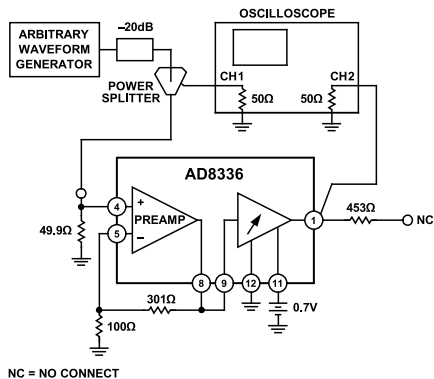 OSCILLOSCOPE
–20dB
ARBITRARY
WAVEFORM
GENERATOR
POWER
SPLITTER
CH1
CH2
50Ω
50Ω
AD8336
4
+
PREAMP
5
–
1
453Ω
NC
49.9Ω
8
9
12
11
301Ω
100Ω
0.7V
NC = NO CONNECT